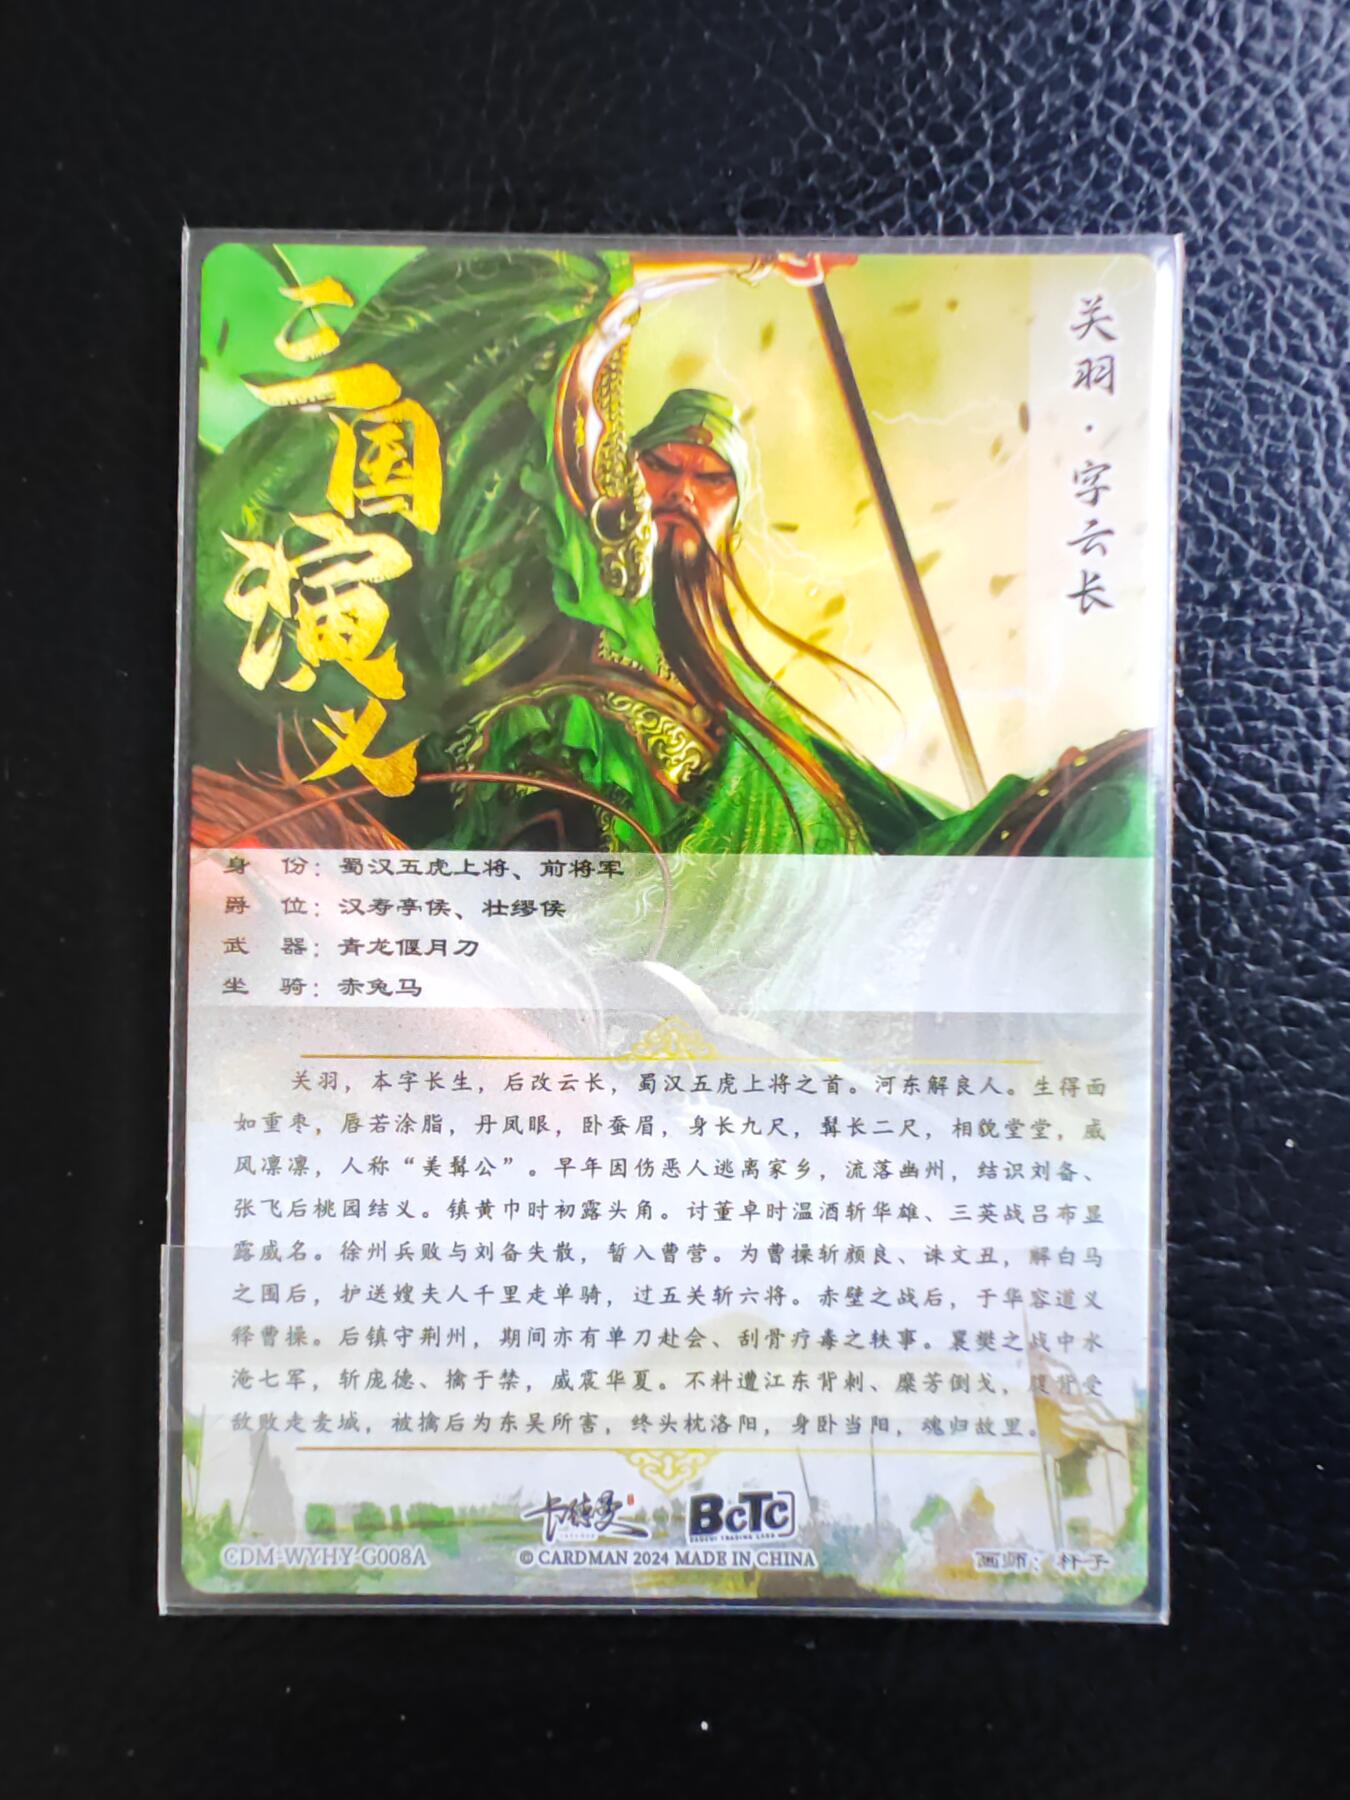 三国演义
关羽·字云长
身 份：蜀汉五虎上将、前将军
爵 位：汉寿亭侯、壮缪侯
武 器：青龙偃月刀
坐 骑：赤兔马
关羽，本字长生，后改云长，蜀汉五虎上将之首。河东解良人。生得面
如重枣，唇若涂脂，丹凤眼，卧蚕眉，身长九尺，髯长二尺，相貌堂堂，威
风凛凛，人称“美髯公”。早年因伤恶人逃离家乡，流落幽州，结识刘备、
张飞后桃园结义。镇黄巾时初露头角。讨董卓时温酒斩华雄、三英战吕布显
露威名。徐州兵败与刘备失散，暂入曹营。为曹操斩颜良、诛文丑，解白马
之围后，护送嫂夫人千里走单骑，过五关斩六将。赤壁之战后，于华容道义
释曹操。后镇守荆州，期间亦有单刀赴会、刮骨疗毒之轶事。襄樊之战中水
淹七军，斩庞德、擒于禁，威震华夏。不料遭江东背刺、糜芳倒戈，腹背受
敌败走麦城，被擒后为东吴所害，终头枕洛阳，身卧当阳，魂归故里。
卡德曼 BCTC
CDM-WYHY-G008A
© CARDMAN 2024 MADE IN CHINA
画师：杵子